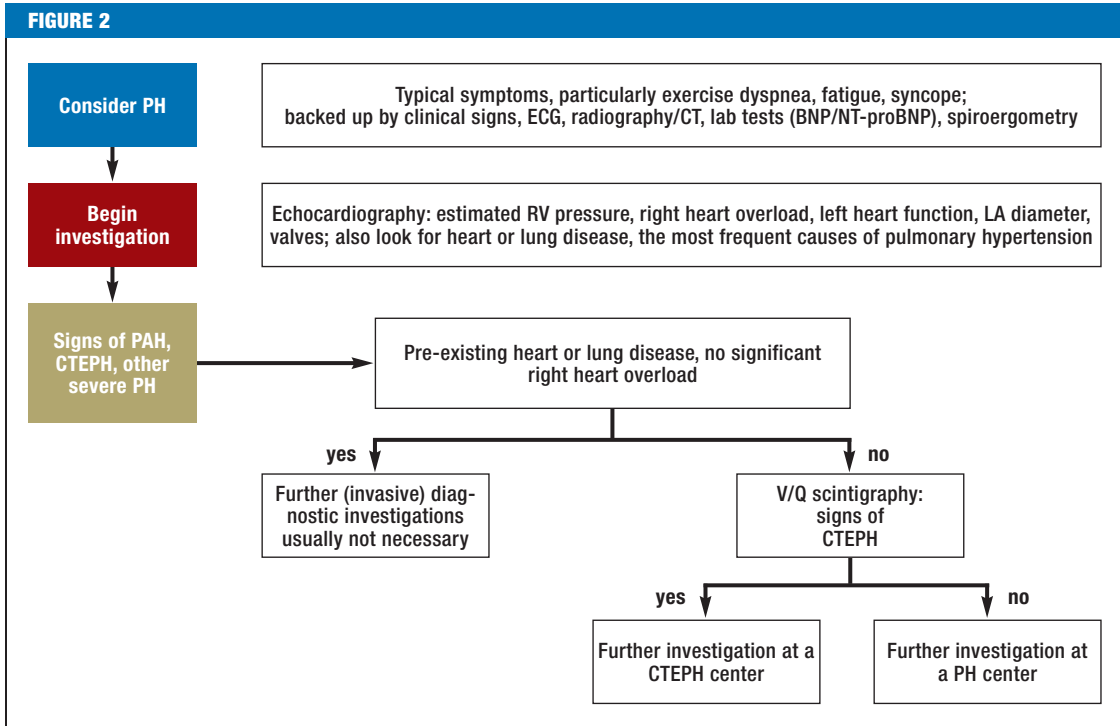 FIGURE 2
Consider PH
Typical symptoms, particularly exercise dyspnea, fatigue, syncope;
backed up by clinical signs, ECG, radiography/CT, lab tests (BNP/NT-proBNP), spiroergometry
Begin
investigation
Echocardiography: estimated RV pressure, right heart overload, left heart function, LA diameter,
valves; also look for heart or lung disease, the most frequent causes of pulmonary hypertension
Signs of PAH,
CTEPH, other
severe PH
Pre-existing heart or lung disease, no significant
right heart overload
yes
no
Further (invasive) diag-
nostic investigations
usually not necessary
V/Q scintigraphy:
signs of
CTEPH
yes
no
Further investigation at a
CTEPH center
Further investigation at
a PH center